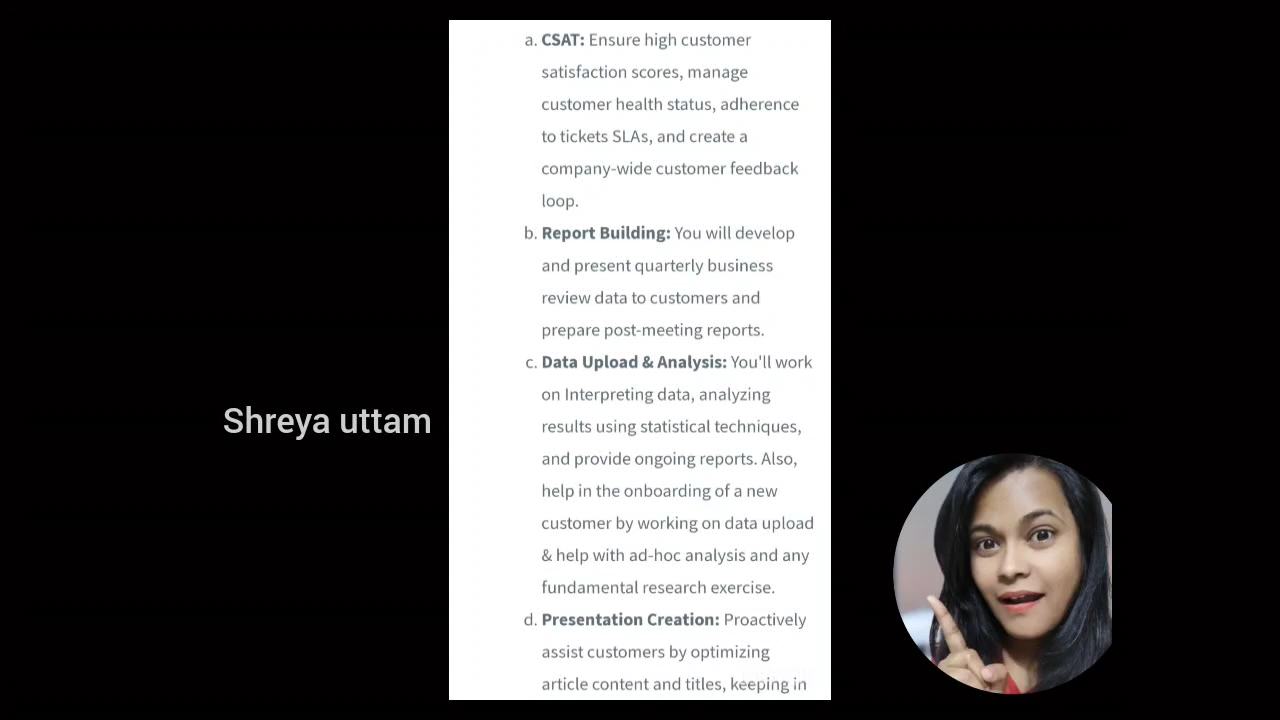 a. CSAT: Ensure high customer
satisfaction scores, manage
customer health status, adherence
to tickets SLAs, and create a
company-wide customer feedback
loop.
b. Report Building: You will develop
and present quarterly business
review data to customers and
prepare post-meeting reports.
c. Data Upload & Analysis: You'll work
on Interpreting data, analyzing
results using statistical techniques,
and provide ongoing reports. Also,
help in the onboarding of a new
customer by working on data upload
& help with ad-hoc analysis and any
fundamental research exercise.
d. Presentation Creation: Proactively
assist customers by optimizing
article content and titles, keeping in
Shreya uttam